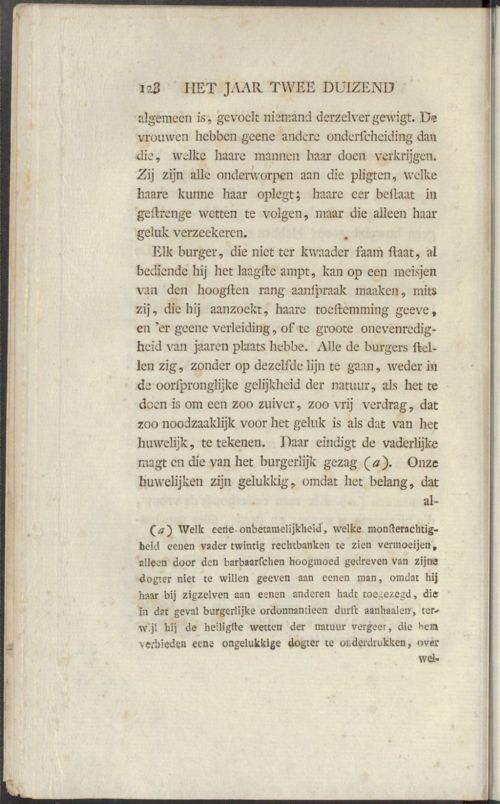 128 HET JAAR TWEE DUIZEND
algemeen is, gevoelt niemand derzelver gewigt. De
vrouwen hebben geene andere onderſcheiding dan
die, welke haare mannen haar doen verkrijgen.
Zij zijn alle onderworpen aan die pligten, welke
haare kunne haar oplegt; haare eer beſtaat in
geſtrenge wetten te volgen, maar die alleen haar
geluk verzeekeren.
Elk burger, die niet ter kwaader faam ſtaat, al
bediende hij het laagſte ampt, kan op een meisjen
van den hoogſten rang aanſpraak maaken, mits
zij, die hij aanzoekt, haare toeſtemming geeve,
en 'er geene verleiding, of te groote onevenredig-
heid van jaaren plaats hebbe. Alle de burgers ſtel-
len zig, zonder op dezelfde lijn te gaan, weder in
de oorſpronglijke gelijkheid der natuur, als het te
doen is om een zoo zuiver, zoo vrij verdrag, dat
zoo noodzaaklijk voor het geluk is als dat van het
huwelijk, te tekenen. Daar eindigt de vaderlijke
magt en die van het burgerlijk gezag (a). Onze
huwelijken zijn gelukkig, omdat het belang, dat
al-
(a) Welk eene onbetamelijkheid, welke monſterachtig-
heid eenen vader twintig rechtbanken te zien vermoeijen,
alleen door den barbaarſchen hoogmoed gedreven van zijne
dogter niet te willen geeven aan eenen man, omdat hij
haar bij zigzelven aan eenen anderen hadt toegezegd, die
in dat geval burgerlijke ordonnantieen durft aanhaalen, ter-
wijl hij de heiligſte wetten der natuur vergeet, die hem
verbieden eene ongelukkige dogter te onderdrukken, over
wel-